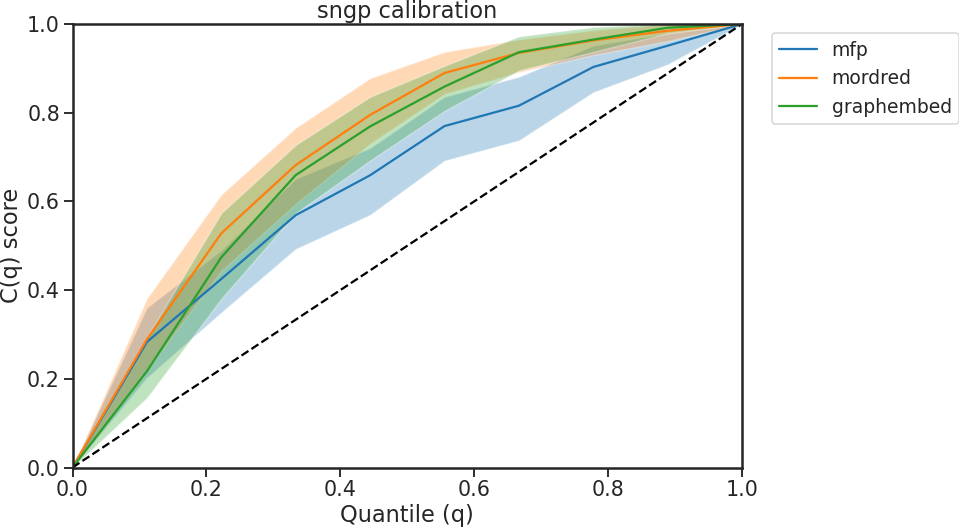 sngp calibration
1.0
0.8
0.6
0.4
0.2
0.0
C(q) score
0.0 0.2 0.4 0.6 0.8 1.0
Quantile (q)
mfp
mordred
graphembed